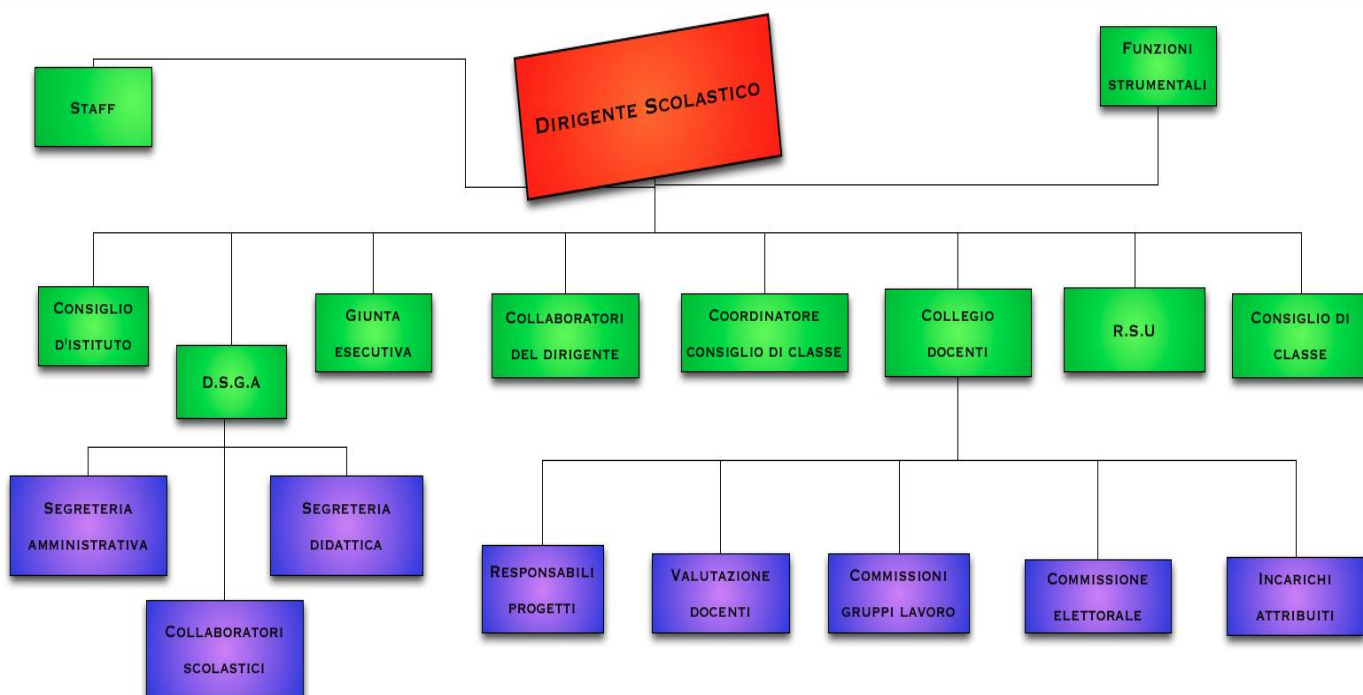 DIRIGENTE SCOLASTICO
STAFF
FUNZIONI
STRUMENTALI
CONSIGLIO
D'ISTITUTO
D.S.G.A
GIUNTA
ESECUTIVA
COLLABORATORI
DEL DIRIGENTE
COORDINATORE
CONSIGLIO DI CLASSE
COLLEGIO
DOCENTI
R.S.U
CONSIGLIO DI
CLASSE
SEGRETERIA
AMMINISTRATIVA
SEGRETERIA
DIDATTICA
COLLABORATORI
SCOLASTICI
RESPONSABILI
PROGETTI
VALUTAZIONE
DOCENTI
COMMISSIONI
GRUPPI LAVORO
COMMISSIONE
ELETTORALE
INCARICHI
ATTRIBUITI